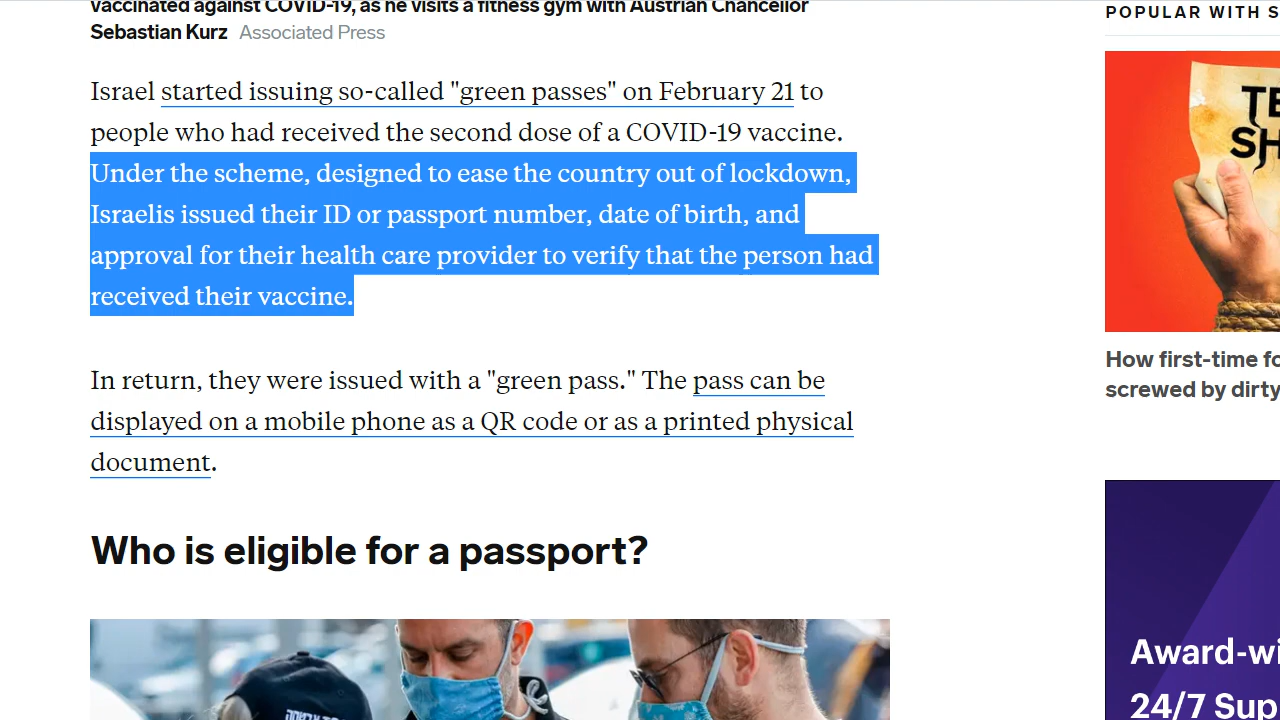 vaccinated against COVID-19, as he visits a fitness gym with Austrian Chancellor
Sebastian Kurz Associated Press
Israel started issuing so-called "green passes" on February 21 to
people who had received the second dose of a COVID-19 vaccine.
Under the scheme, designed to ease the country out of lockdown,
Israelis issued their ID or passport number, date of birth, and
approval for their health care provider to verify that the person had
received their vaccine.
In return, they were issued with a "green pass." The pass can be
displayed on a mobile phone as a QR code or as a printed physical
document.
Who is eligible for a passport?
POPULAR WITH S
TE
SH
How first-time fo
screwed by dirty
Award-wi
24/7 Sup